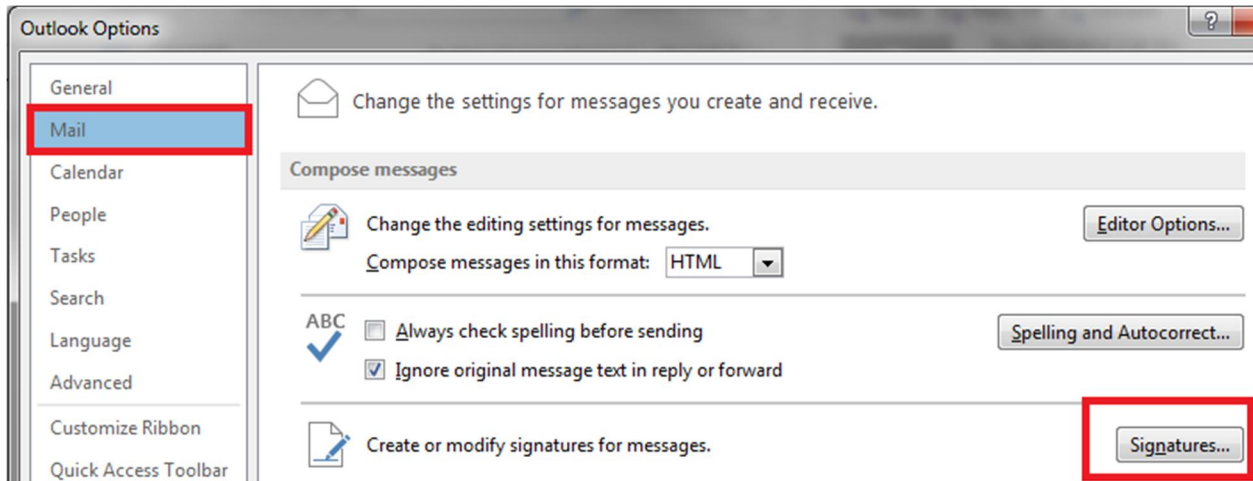 Outlook Options
?
General
Mail
Calendar
People
Tasks
Search
Language
Advanced
Customize Ribbon
Quick Access Toolbar
Change the settings for messages you create and receive.
Compose messages
Change the editing settings for messages.
Editor Options...
Compose messages in this format: HTML
ABC
Always check spelling before sending
Spelling and Autocorrect...
Ignore original message text in reply or forward
Create or modify signatures for messages.
Signatures...